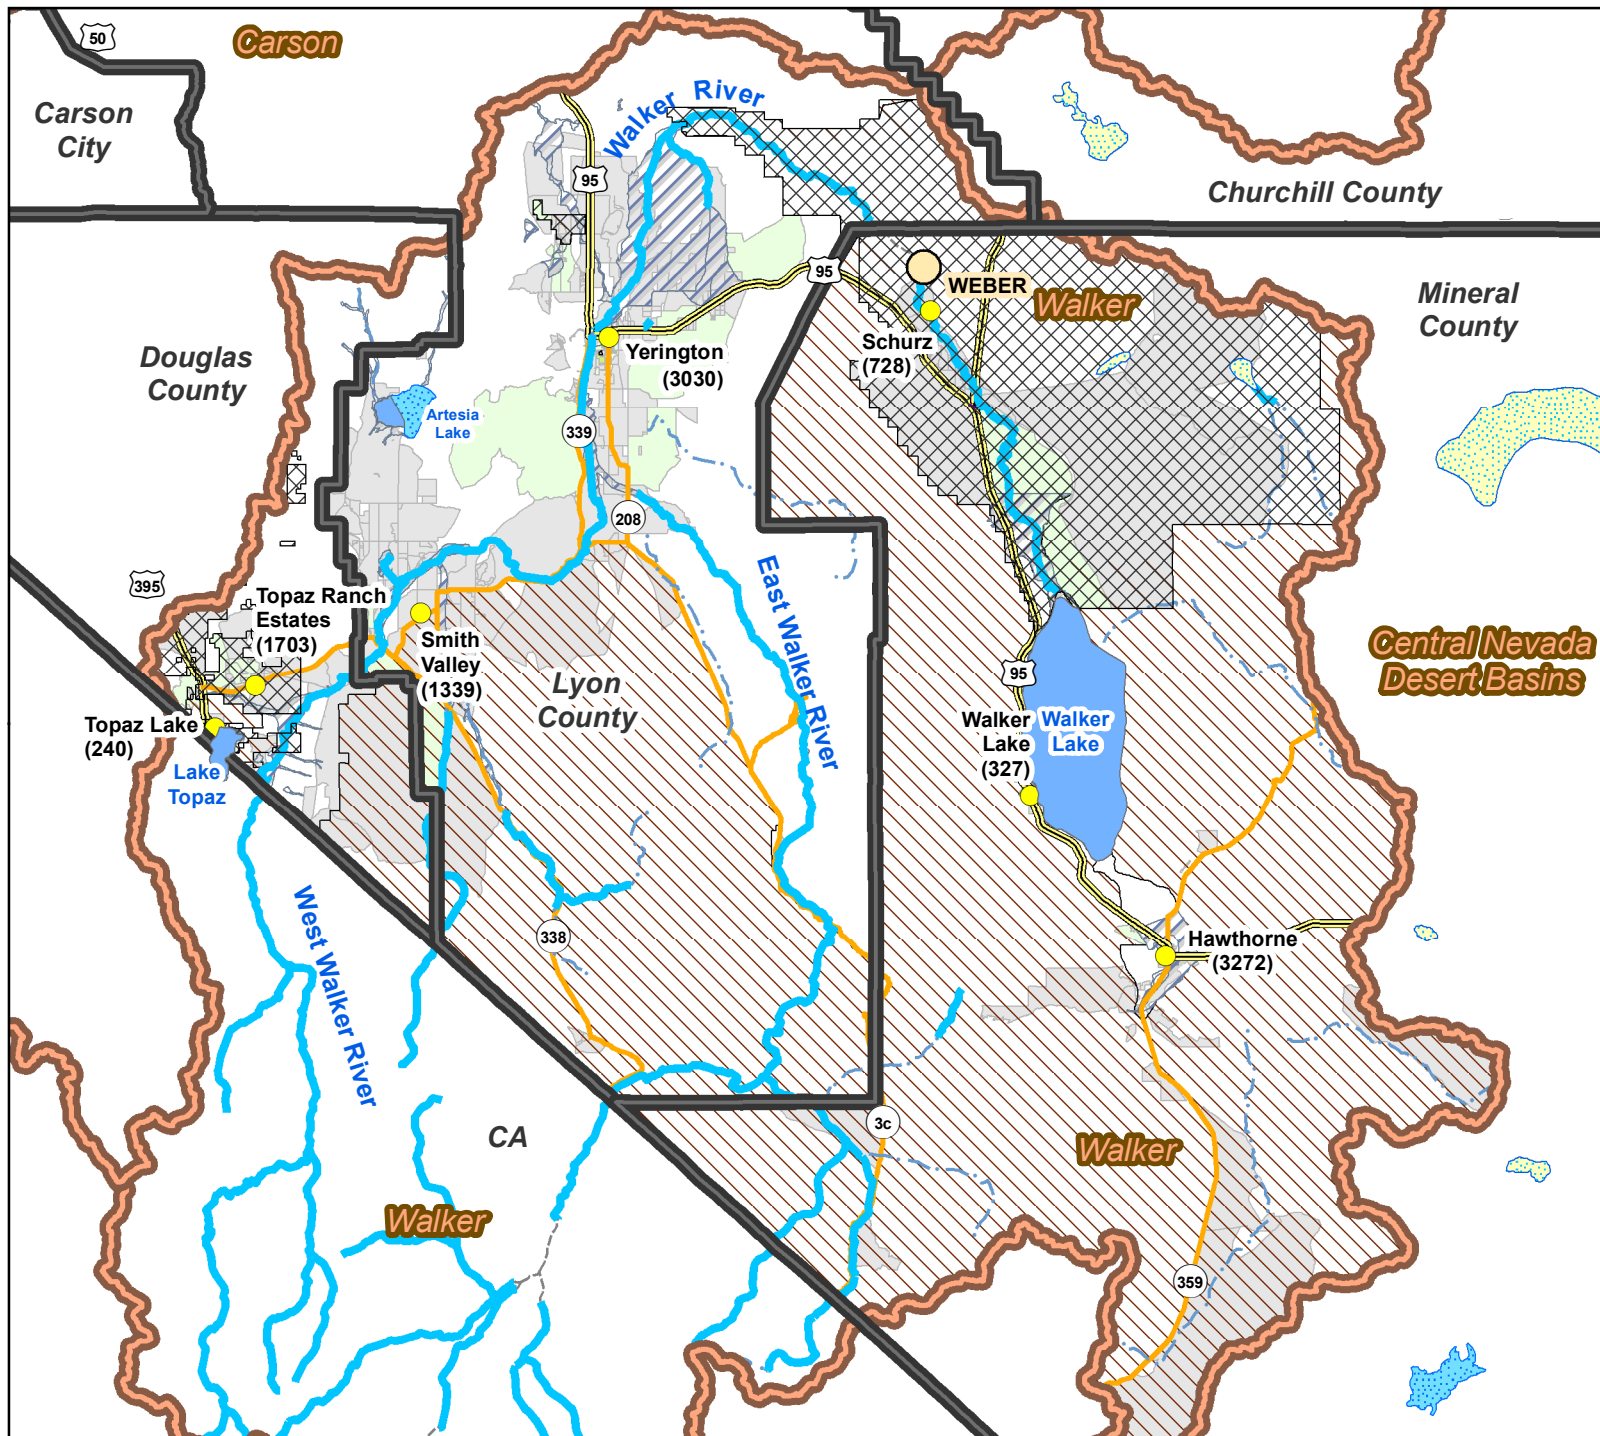 50
Carson
Carson
City
Walker River
Churchill County
95
95
WEBER
Walker
Mineral
County
Schurz
(728)
Douglas
County
Yerington
(3030)
Artesia
Lake
339
208
395
Topaz Ranch
Estates
(1703)
Smith
Valley
(1339)
East Walker River
Lyon
County
Central Nevada
Desert Basins
95
Walker
Lake
(327)
Walker
Lake
Topaz Lake
(240)
Lake
Topaz
West Walker River
338
Hawthorne
(3272)
CA
3c
Walker
Walker
359